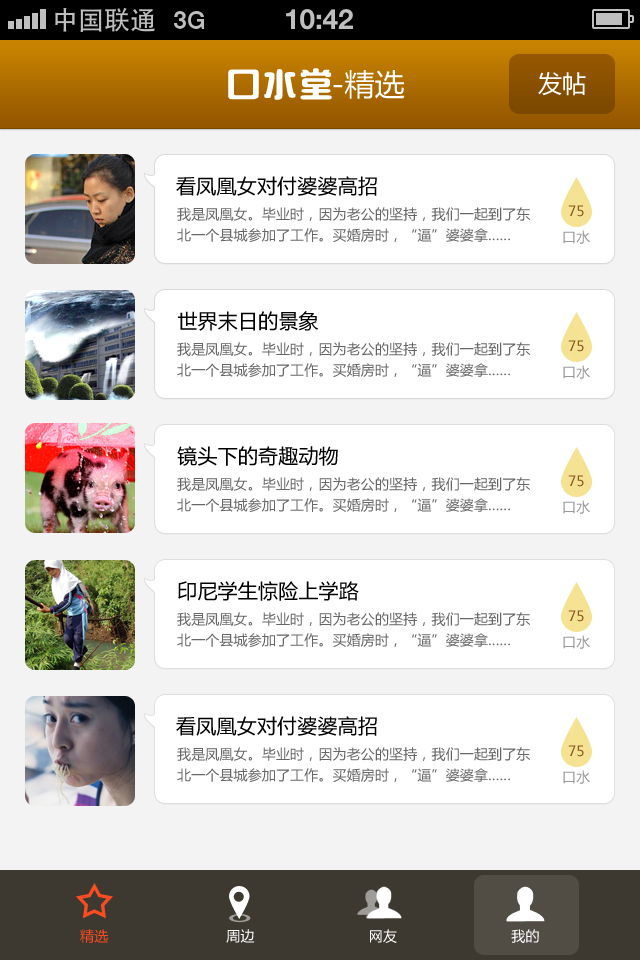 中国联通 3G 10:42
口水堂-精选
发帖
看凤凰女对付婆婆高招
我是凤凰女。毕业时，因为老公的坚持，我们一起到了东
北一个县城参加了工作。买婚房时，“逼”婆婆拿......
75
口水
世界末日的景象
我是凤凰女。毕业时，因为老公的坚持，我们一起到了东
北一个县城参加了工作。买婚房时，“逼”婆婆拿......
75
口水
镜头下的奇趣动物
我是凤凰女。毕业时，因为老公的坚持，我们一起到了东
北一个县城参加了工作。买婚房时，“逼”婆婆拿......
75
口水
印尼学生惊险上学路
我是凤凰女。毕业时，因为老公的坚持，我们一起到了东
北一个县城参加了工作。买婚房时，“逼”婆婆拿......
75
口水
看凤凰女对付婆婆高招
我是凤凰女。毕业时，因为老公的坚持，我们一起到了东
北一个县城参加了工作。买婚房时，“逼”婆婆拿......
75
口水
精选
周边
网友
我的